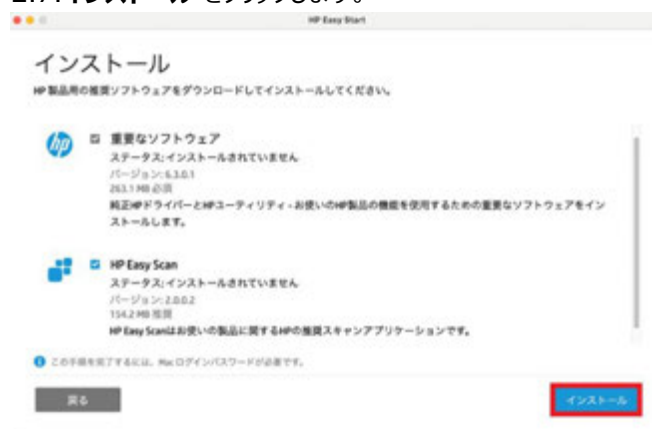 インストール をクリックします。
HP Easy Start
インストール
HP 製品用の推奨ソフトウェアをダウンロードしてインストールしてください。
hp
重要なソフトウェア
ステータス: インストールされていません
バージョン: 6.3.0.1
263.1 MB 必須
純正HPドライバーとHPユーティリティ - お使いのHP製品の機能を使用するための重要なソフトウェアをイン
ストールします。
HP Easy Scan
ステータス: インストールされていません
バージョン: 2.0.0.2
154.2 MB 推奨
HP Easy Scanはお使いの製品に関するHPの推奨スキャンアプリケーションです。
この手順を完了するには、Mac ログインパスワードが必要です。
戻る
インストール